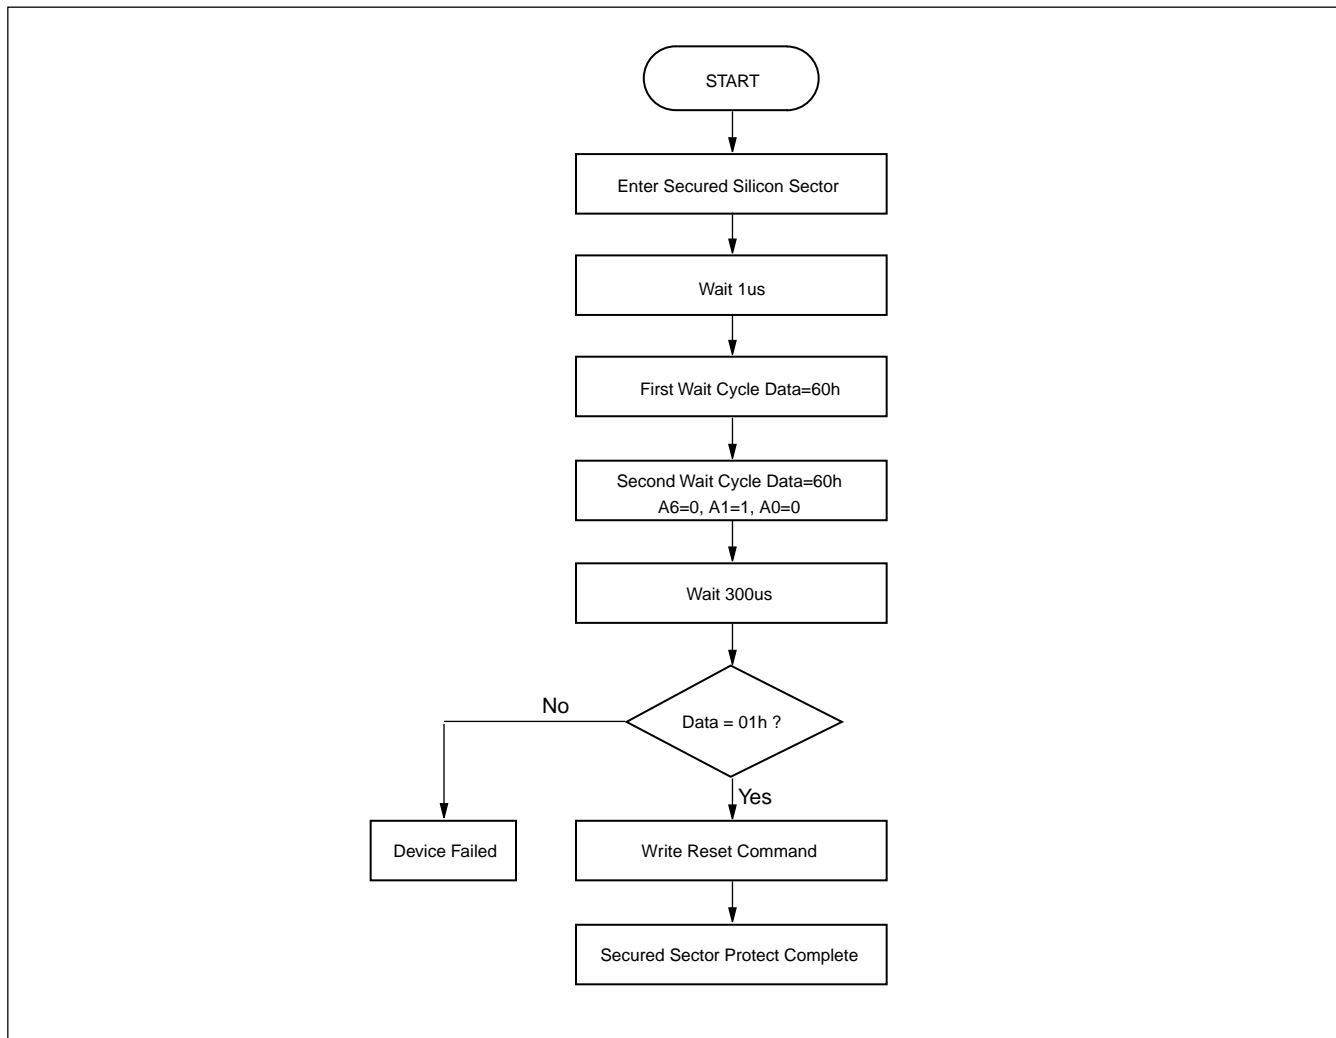 START
Enter Secured Silicon Sector
Wait 1us
First Wait Cycle Data=60h
Second Wait Cycle Data=60h
A6=0, A1=1, A0=0
Wait 300us
No
Data = 01h ?
Yes
Device Failed
Write Reset Command
Secured Sector Protect Complete